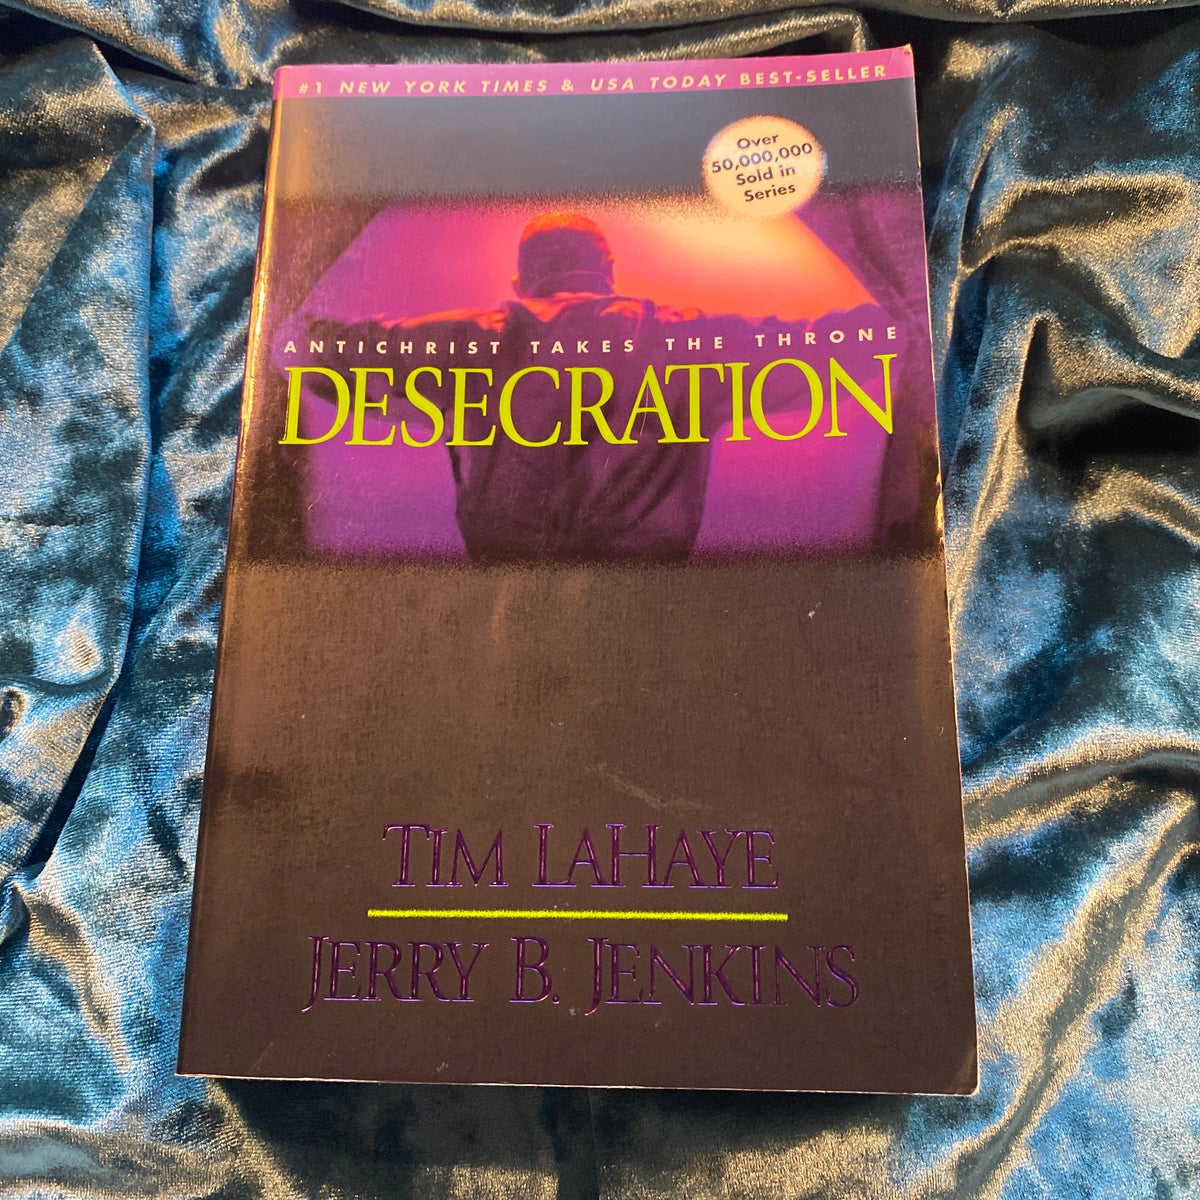 #1 NEW YORK TIMES & USA TODAY BEST-SELLER
Over
50,000,000
Sold in
Series
ANTICHRIST TAKES THE THRONE
DESECRATION
TIM LAHAYE
JERRY B. JENKINS